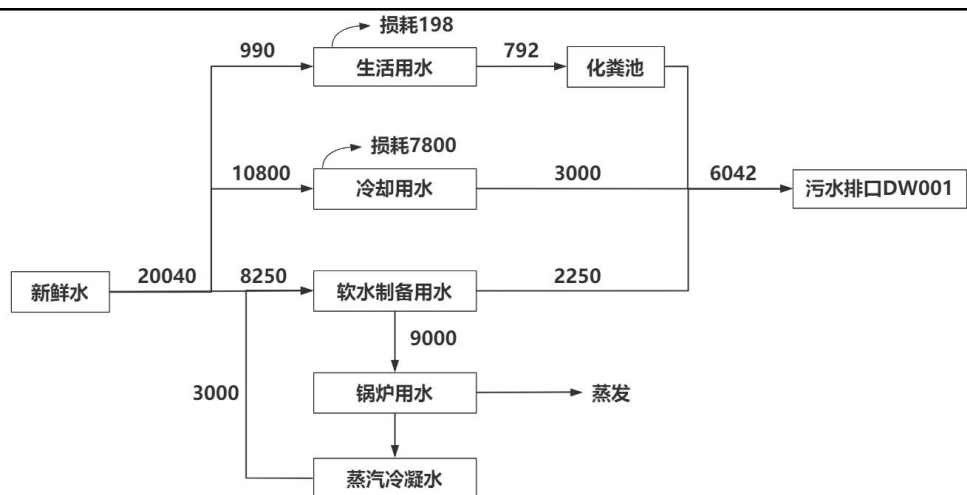 损耗198
990
生活用水
792
化粪池
损耗7800
10800
冷却用水
3000
6042
污水排口DW001
新鲜水
20040
8250
软水制备用水
2250
9000
3000
锅炉用水
蒸发
蒸汽冷凝水